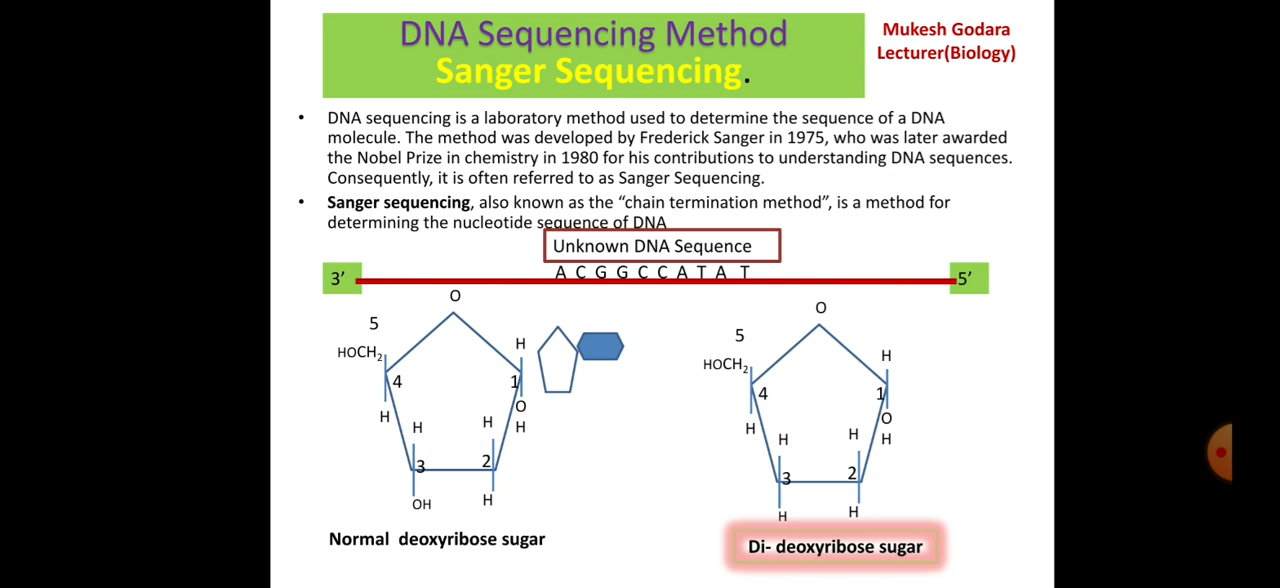 DNA Sequencing Method
Sanger Sequencing.
Mukesh Godara
Lecturer(Biology)
• DNA sequencing is a laboratory method used to determine the sequence of a DNA
molecule. The method was developed by Frederick Sanger in 1975, who was later awarded
the Nobel Prize in chemistry in 1980 for his contributions to understanding DNA sequences.
Consequently, it is often referred to as Sanger Sequencing.
• Sanger sequencing, also known as the “chain termination method”, is a method for
determining the nucleotide sequence of DNA
Unknown DNA Sequence
3’ A C G G C C A T A T 5’
O
5
HOCH2
H
4
1
H
O
H
H
H
3
2
OH
H
Normal deoxyribose sugar
O
5
HOCH2
H
4
1
H
O
H
H
H
3
2
H
H
Di- deoxyribose sugar